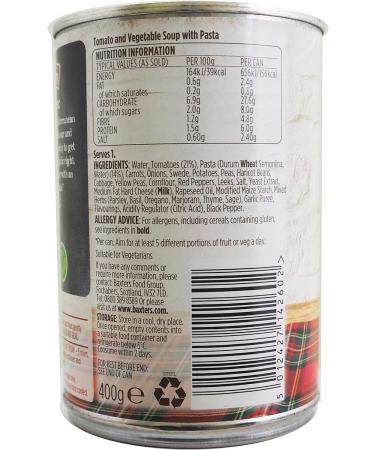 Tomato and Vegetable Soup with Pasta
NUTRITION INFORMATION
TYPICAL VALUES (AS SOLD) PER 100g PER CAN
ENERGY 164kJ/39kcal 656kJ/156kcal
FAT 0.6g 2.4g
of which saturates 0.2g 0.8g
CARBOHYDRATE 6.9g 27.6g
of which sugars 2.0g 8.0g
FIBRE 1.2g 4.8g
PROTEIN 1.5g 6.0g
SALT 0.60g 2.40g
Serves 1.
INGREDIENTS: Water, Tomatoes (21%), Pasta (Durum Wheat Semolina,
Water) (14%), Carrots, Onions, Swede, Potatoes, Peas, Haricot Beans,
Cabbage, Yellow Peas, Cornflour, Red Peppers, Leeks, Salt, Yeast Extract,
Medium Fat Hard Cheese (Milk), Rapeseed Oil, Modified Maize Starch, Mixed
Herbs (Parsley, Basil, Oregano, Marjoram, Thyme, Sage), Garlic Puree,
Flavourings, Acidity Regulator (Citric Acid), Black Pepper.
ALLERGY ADVICE: For allergens, including cereals containing gluten,
see ingredients in bold.
*Per can. Aim for at least 5 different portions of fruit or veg a day.
Suitable for Vegetarians
If you have any comments or
require more information, please
contact: Baxters Food Group,
Fochabers, Scotland, IV32 7LD.
Tel. 0800 389 8589 Or please
visit us at www.baxters.com.
STORAGE: Store in a cool, dry place.
Once opened, empty contents into
a suitable food container and
refrigerate below 5°C.
Consume within 2 days.
FOR BEST BEFORE END:
SEE END OF CAN
400g e
STEEL
5 012427 142602 >